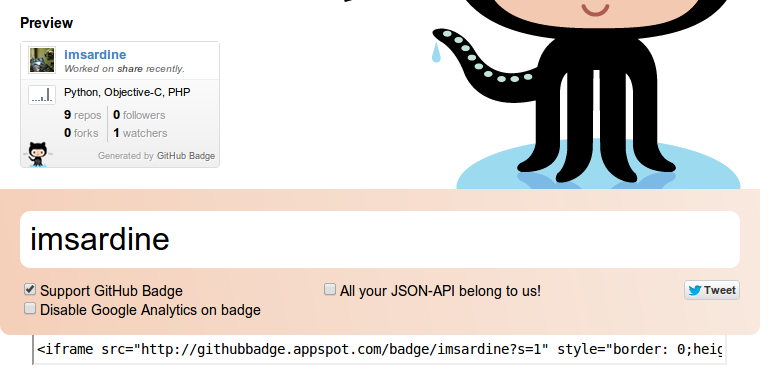 Preview
imsardine
Worked on share recently.
Python, Objective-C, PHP
9 repos 0 followers
0 forks 1 watchers
Generated by GitHub Badge
imsardine
Support GitHub Badge
All your JSON-API belong to us!
Tweet
Disable Google Analytics on badge
<iframe src="http://githubbadge.appspot.com/badge/imsardine?s=1" style="border: 0;heig